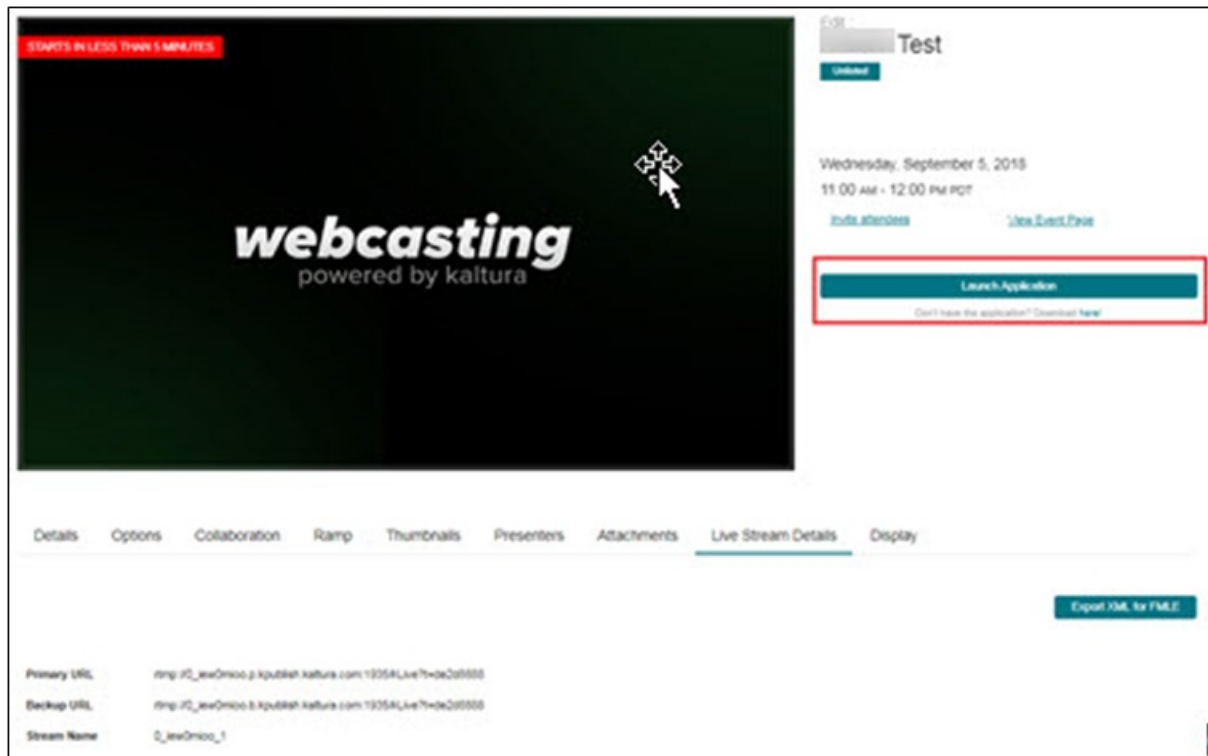 STARTS IN LESS THAN 5 MINUTES
webcasting
powered by kaltura
Edit
Test
Unlisted
Wednesday, September 5, 2018
11:00 AM - 12:00 PM PDT
Invite attendees
View Event Page
Launch Application
Don't have the application? Download here!
Details Options Collaboration Ramp Thumbnails Presenters Attachments Live Stream Details Display
Export XML for FMLE
Primary URL
Backup URL
Stream Name